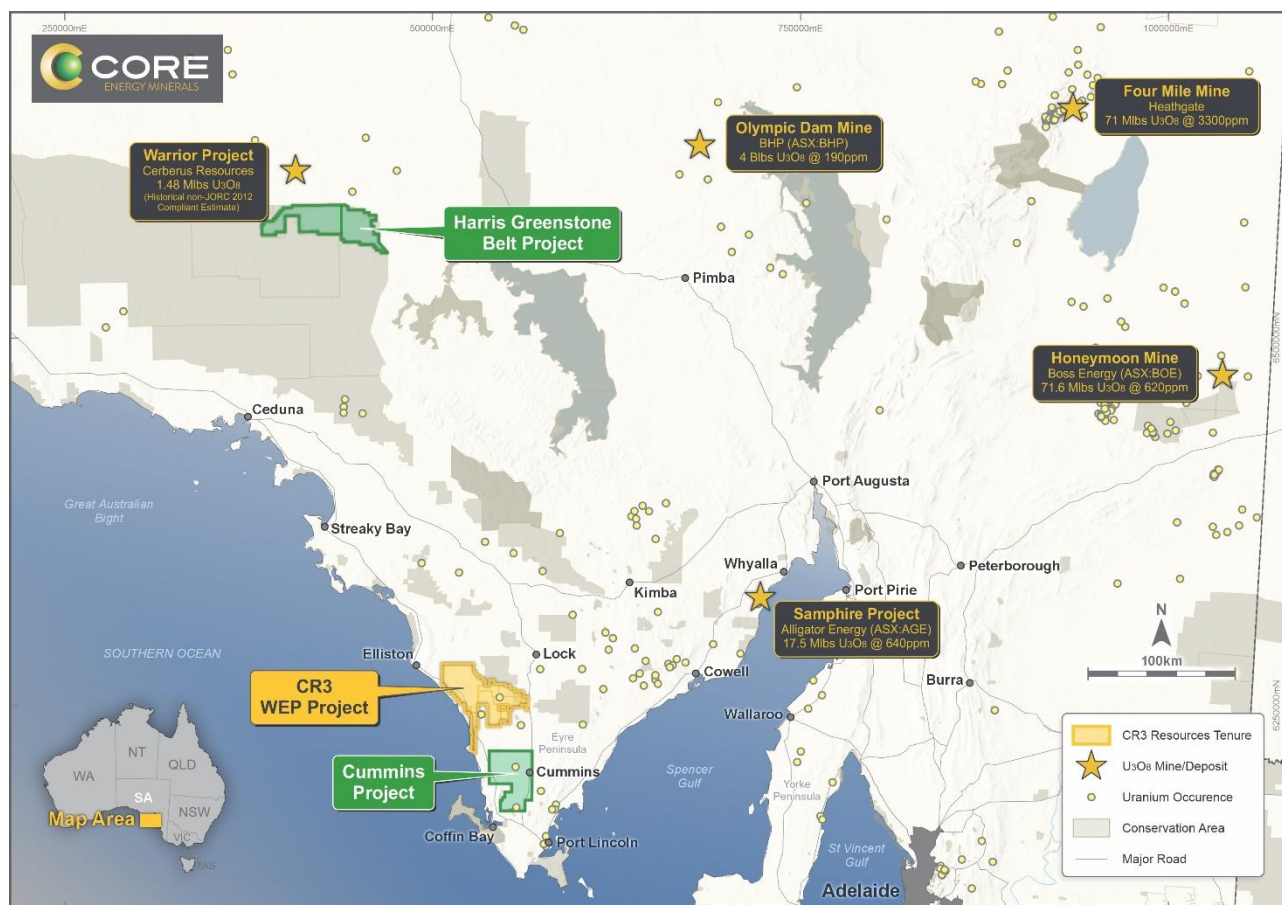 250000mE
500000mE
750000mE
1000000mE
CORE
ENERGY MINERALS
Four Mile Mine
Heathgate
71 Mlbs U₃O₈ @ 3300ppm
Olympic Dam Mine
BHP (ASX:BHP)
4 Blbs U₃O₈ @ 190ppm
Warrior Project
Cerberus Resources
1.48 Mlbs U₃O₈
(Historical non-JORC 2012
Compliant Estimate)
Harris Greenstone
Belt Project
Pimba
6500000mN
Honeymoon Mine
Boss Energy (ASX:BOE)
71.6 Mlbs U₃O₈ @ 620ppm
Ceduna
Port Augusta
Great Australian
Bight
Streaky Bay
Whyalla
Peterborough
Kimba
Port Pirie
Samphire Project
Alligator Energy (ASX:AGE)
17.5 Mlbs U₃O₈ @ 640ppm
N
100km
SOUTHERN OCEAN
Elliston
Lock
Cowell
Burra
CR3
WEP Project
Wallaroo
6250000mN
Eyre
Peninsula
Cummins
Project
Cummins
Spencer
Gulf
Yorke
Peninsula
Coffin Bay
Port Lincoln
St Vincent
Gulf
Adelaide
WA
NT
QLD
SA
NSW
VIC
TAS
Map Area
CR3 Resources Tenure
U₃O₈ Mine/Deposit
Uranium Occurence
Conservation Area
Major Road